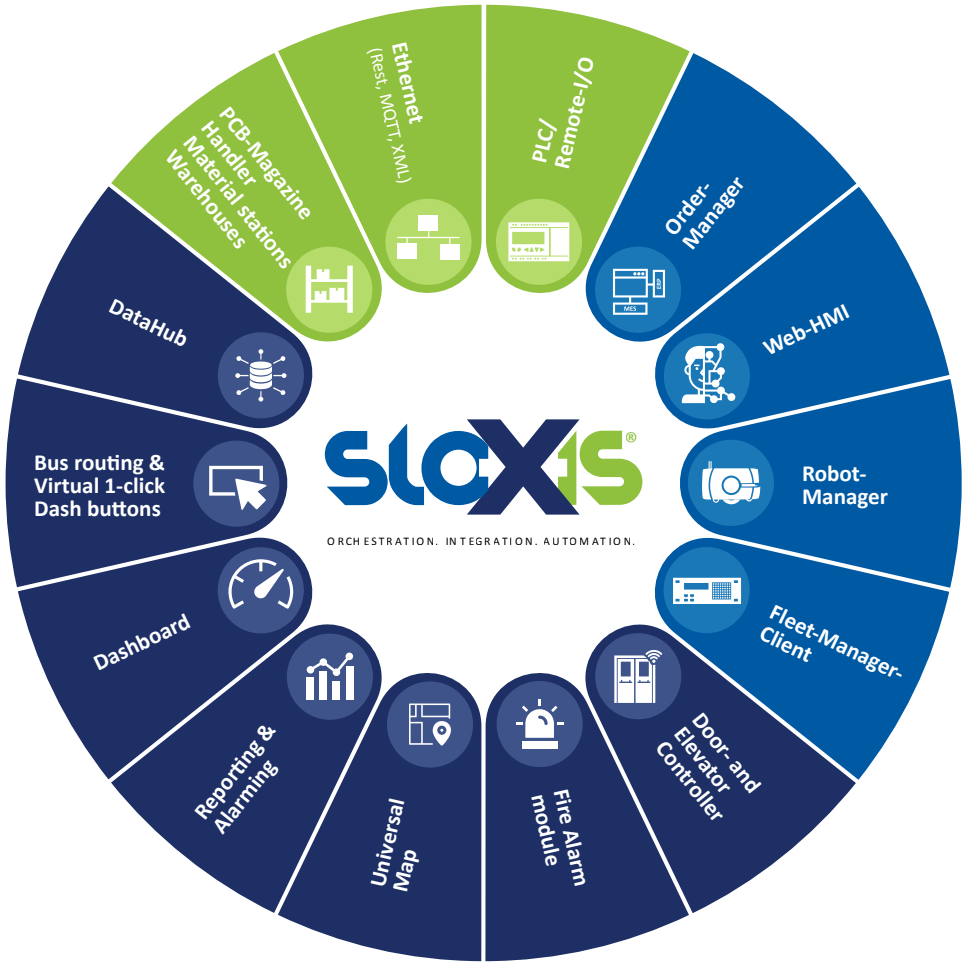 Ethernet
(Rest, MQTT, XML)
PLC/
Remote-I/O
Order-
Manager
MES
ERP
Web-HMI
Robot-
Manager
Fleet-Manager-
Client
Door- and
Elevator
Controller
Fire Alarm
module
Universal
Map
Reporting &
Alarming
Dashboard
Bus routing &
Virtual 1-click
Dash buttons
DataHub
PCB-Magazine
Handler
Material stations
Warehouses
SLOXIS®
ORCHESTRATION. INTEGRATION. AUTOMATION.